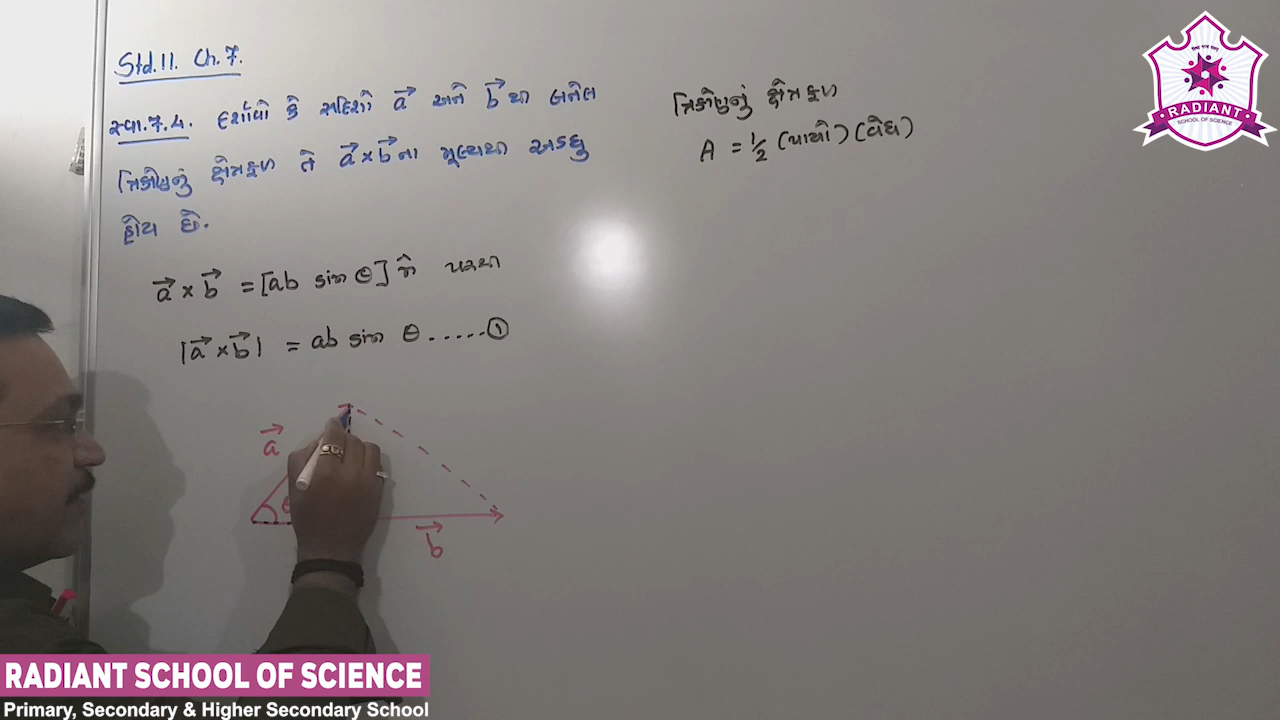 Std.11. Ch.7.
સ્વા.7.4. દર્શાવો કે સદિશો a⃗ અને b⃗ થી બનેલ
ત્રિકોણનું ક્ષેત્રફળ તે a⃗ × b⃗ ના મૂલ્યથી અડધુ
હોય છે.
a⃗ × b⃗ = [ab sin θ] ને પરથી
|a⃗ × b⃗| = ab sin θ ......①
a⃗
θ
b⃗
ત્રિકોણનું ક્ષેત્રફળ
A = ½ (પાયો) (વેધ)
RADIANT
SCHOOL OF SCIENCE
RADIANT SCHOOL OF SCIENCE
Primary, Secondary & Higher Secondary School